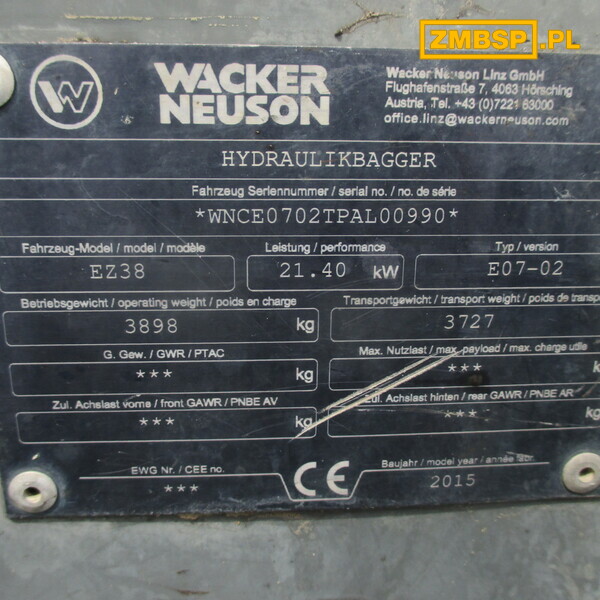 ZMBSP.PL
W
WACKER
NEUSON
Wacker Neuson Linz GmbH
Flughafenstraße 7, 4063 Hörsching
Austria, Tel. +43 (0)7221 63000
office.linz@wackerneuson.com
HYDRAULIKBAGGER
Fahrzeug Seriennummer / serial no. / no. de série
*WNCE0702TPAL00990*
Fahrzeug-Model / model / modèle Leistung / performance Typ / version
EZ38 21.40 kW E07-02
Betriebsgewicht / operating weight / poids en charge Transportgewicht / transport weight / poids de transp
3898 kg 3727
G. Gew. / GWR / PTAC Max. Nutzlast / max. payload / max. charge utile
*** kg *** k
Zul. Achslast vorne / front GAWR / PNBE AV Zul. Achslast hinten / rear GAWR / PNBE AR
*** kg ***
EWG Nr. / CEE no. CE Baujahr / model year / année fabr.
*** 2015